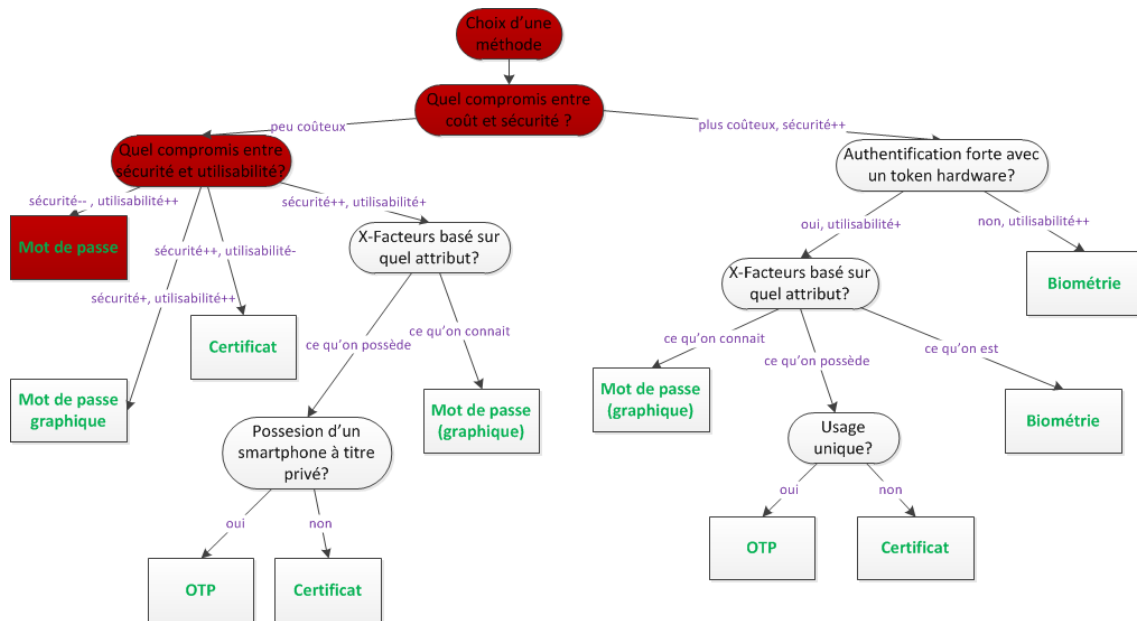 Choix d'une
méthode
Quel compromis entre
coût et sécurité ?
peu coûteux
plus coûteux, sécurité++
Quel compromis entre
sécurité et utilisabilité?
Authentification forte avec
un token hardware?
sécurité-- , utilisabilité++
sécurité++, utilisabilité+
oui, utilisabilité+
non, utilisabilité++
Mot de passe
sécurité++, utilisabilité-
X-Facteurs basé sur
quel attribut?
X-Facteurs basé sur
quel attribut?
Biométrie
sécurité+, utilisabilité++
Certificat
ce qu'on possède
ce qu'on connait
ce qu'on connait
ce qu'on possède
ce qu'on est
Mot de passe
graphique
Mot de passe
(graphique)
Mot de passe
(graphique)
Biométrie
Possesion d'un
smartphone à titre
privé?
Usage
unique?
oui
non
oui
non
OTP
Certificat
OTP
Certificat